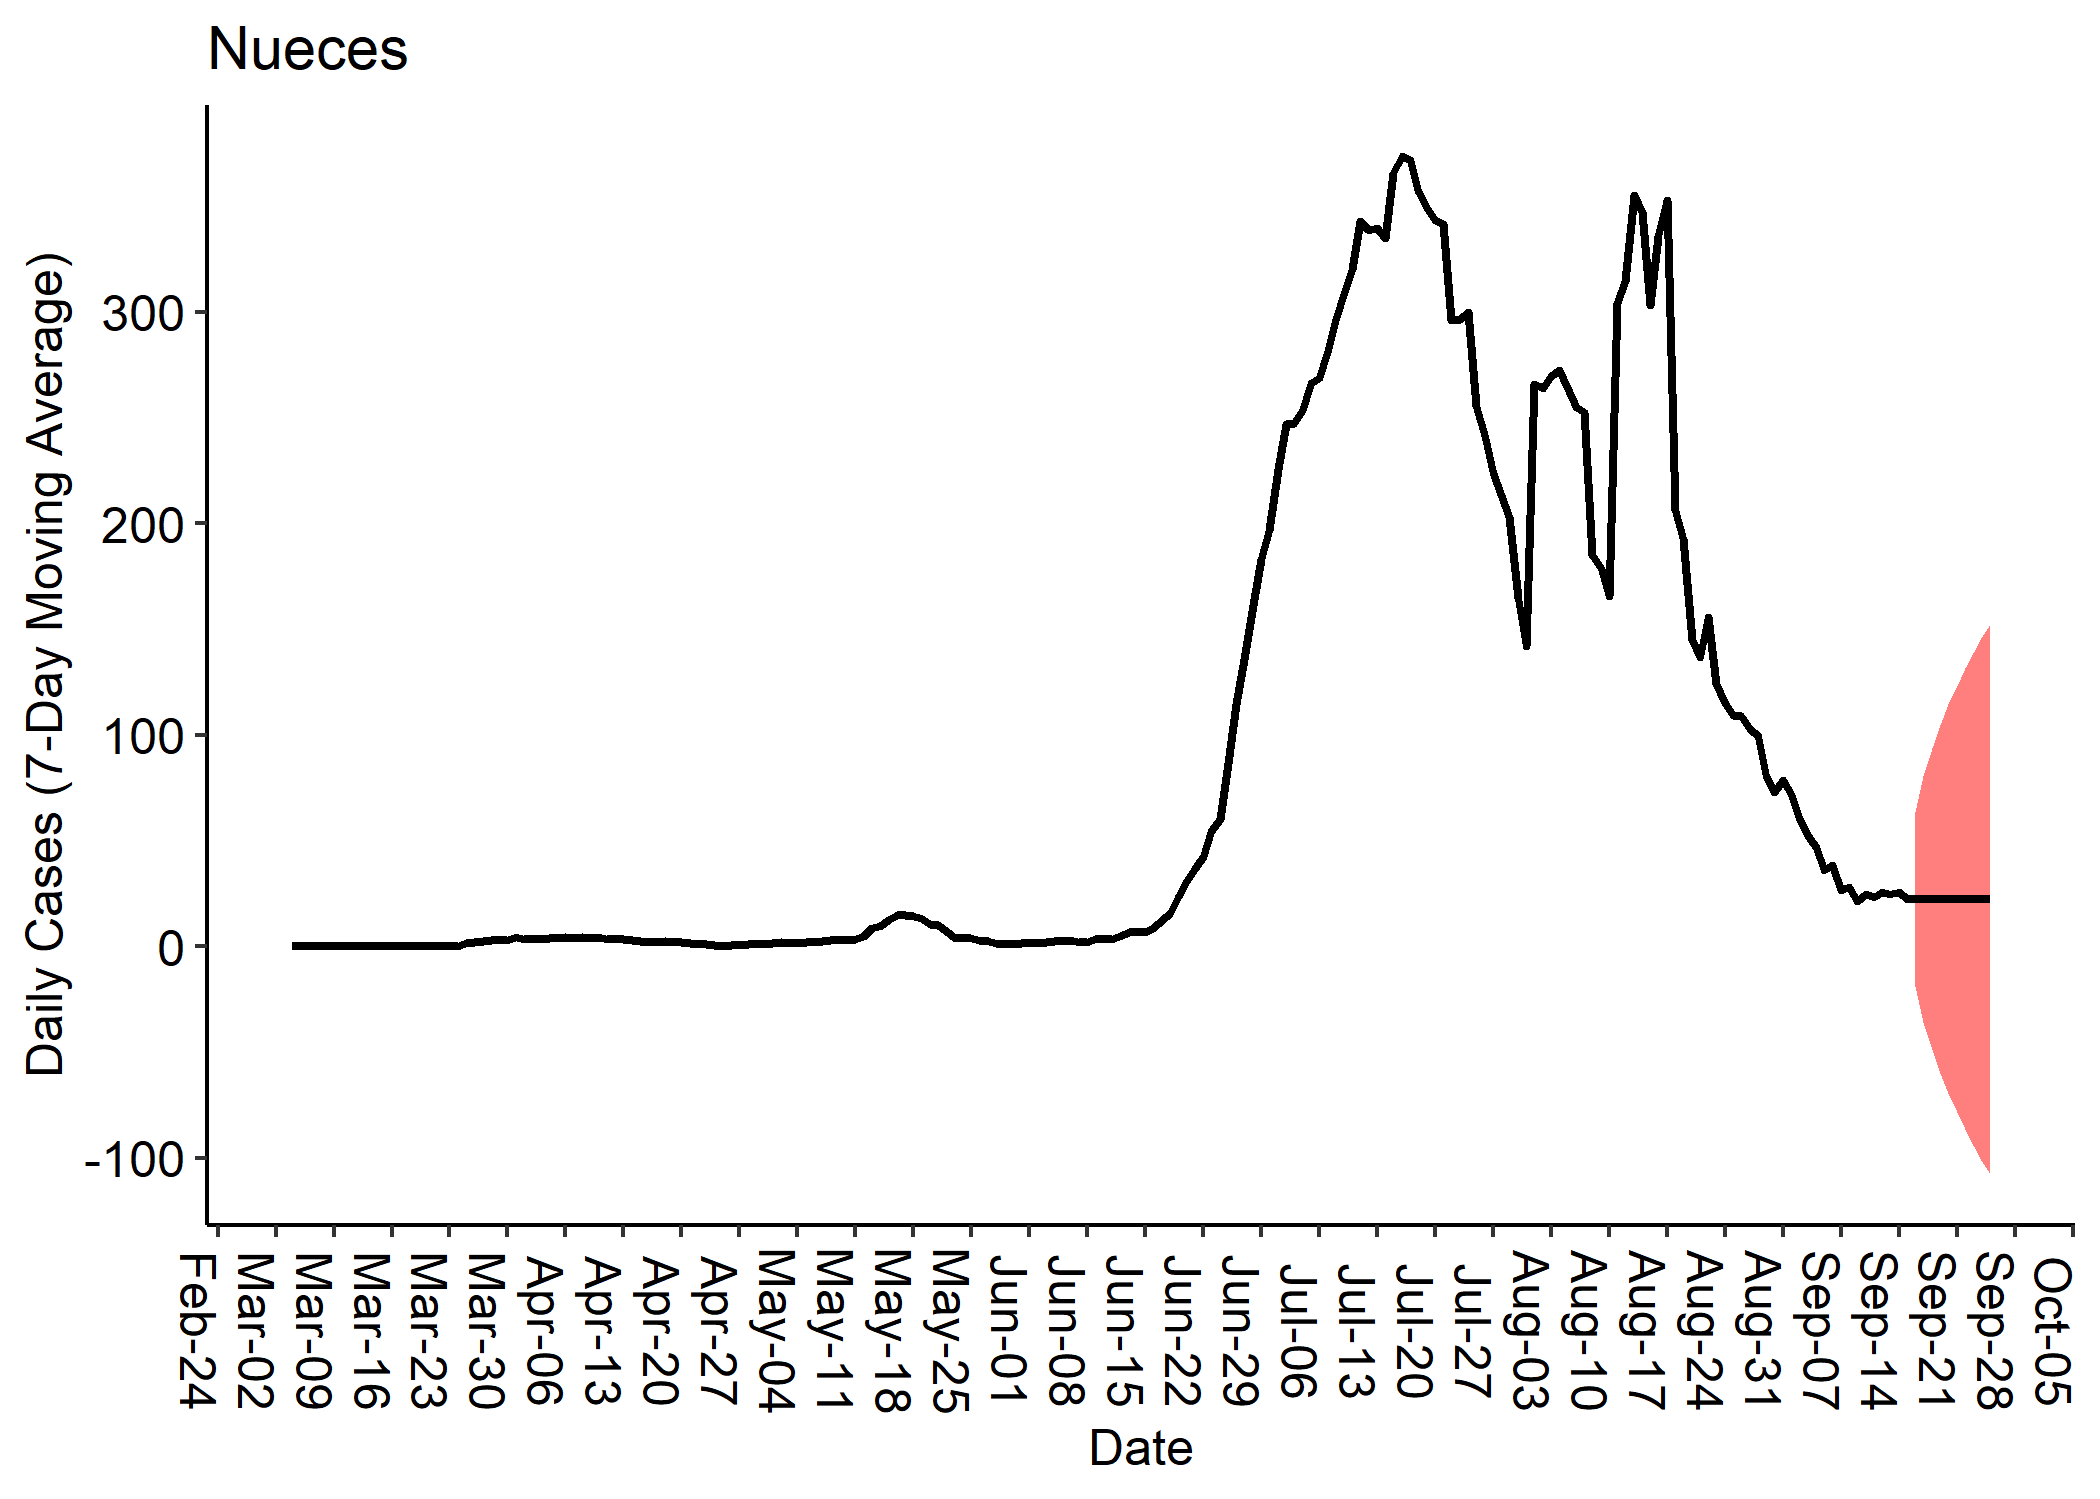 Nueces
Daily Cases (7-Day Moving Average)
300
200
100
0
-100
Feb-24
Mar-02
Mar-09
Mar-16
Mar-23
Mar-30
Apr-06
Apr-13
Apr-20
Apr-27
May-04
May-11
May-18
May-25
Jun-01
Jun-08
Jun-15
Jun-22
Jun-29
Jul-06
Jul-13
Jul-20
Jul-27
Aug-03
Aug-10
Aug-17
Aug-24
Aug-31
Sep-07
Sep-14
Sep-21
Sep-28
Oct-05
Date